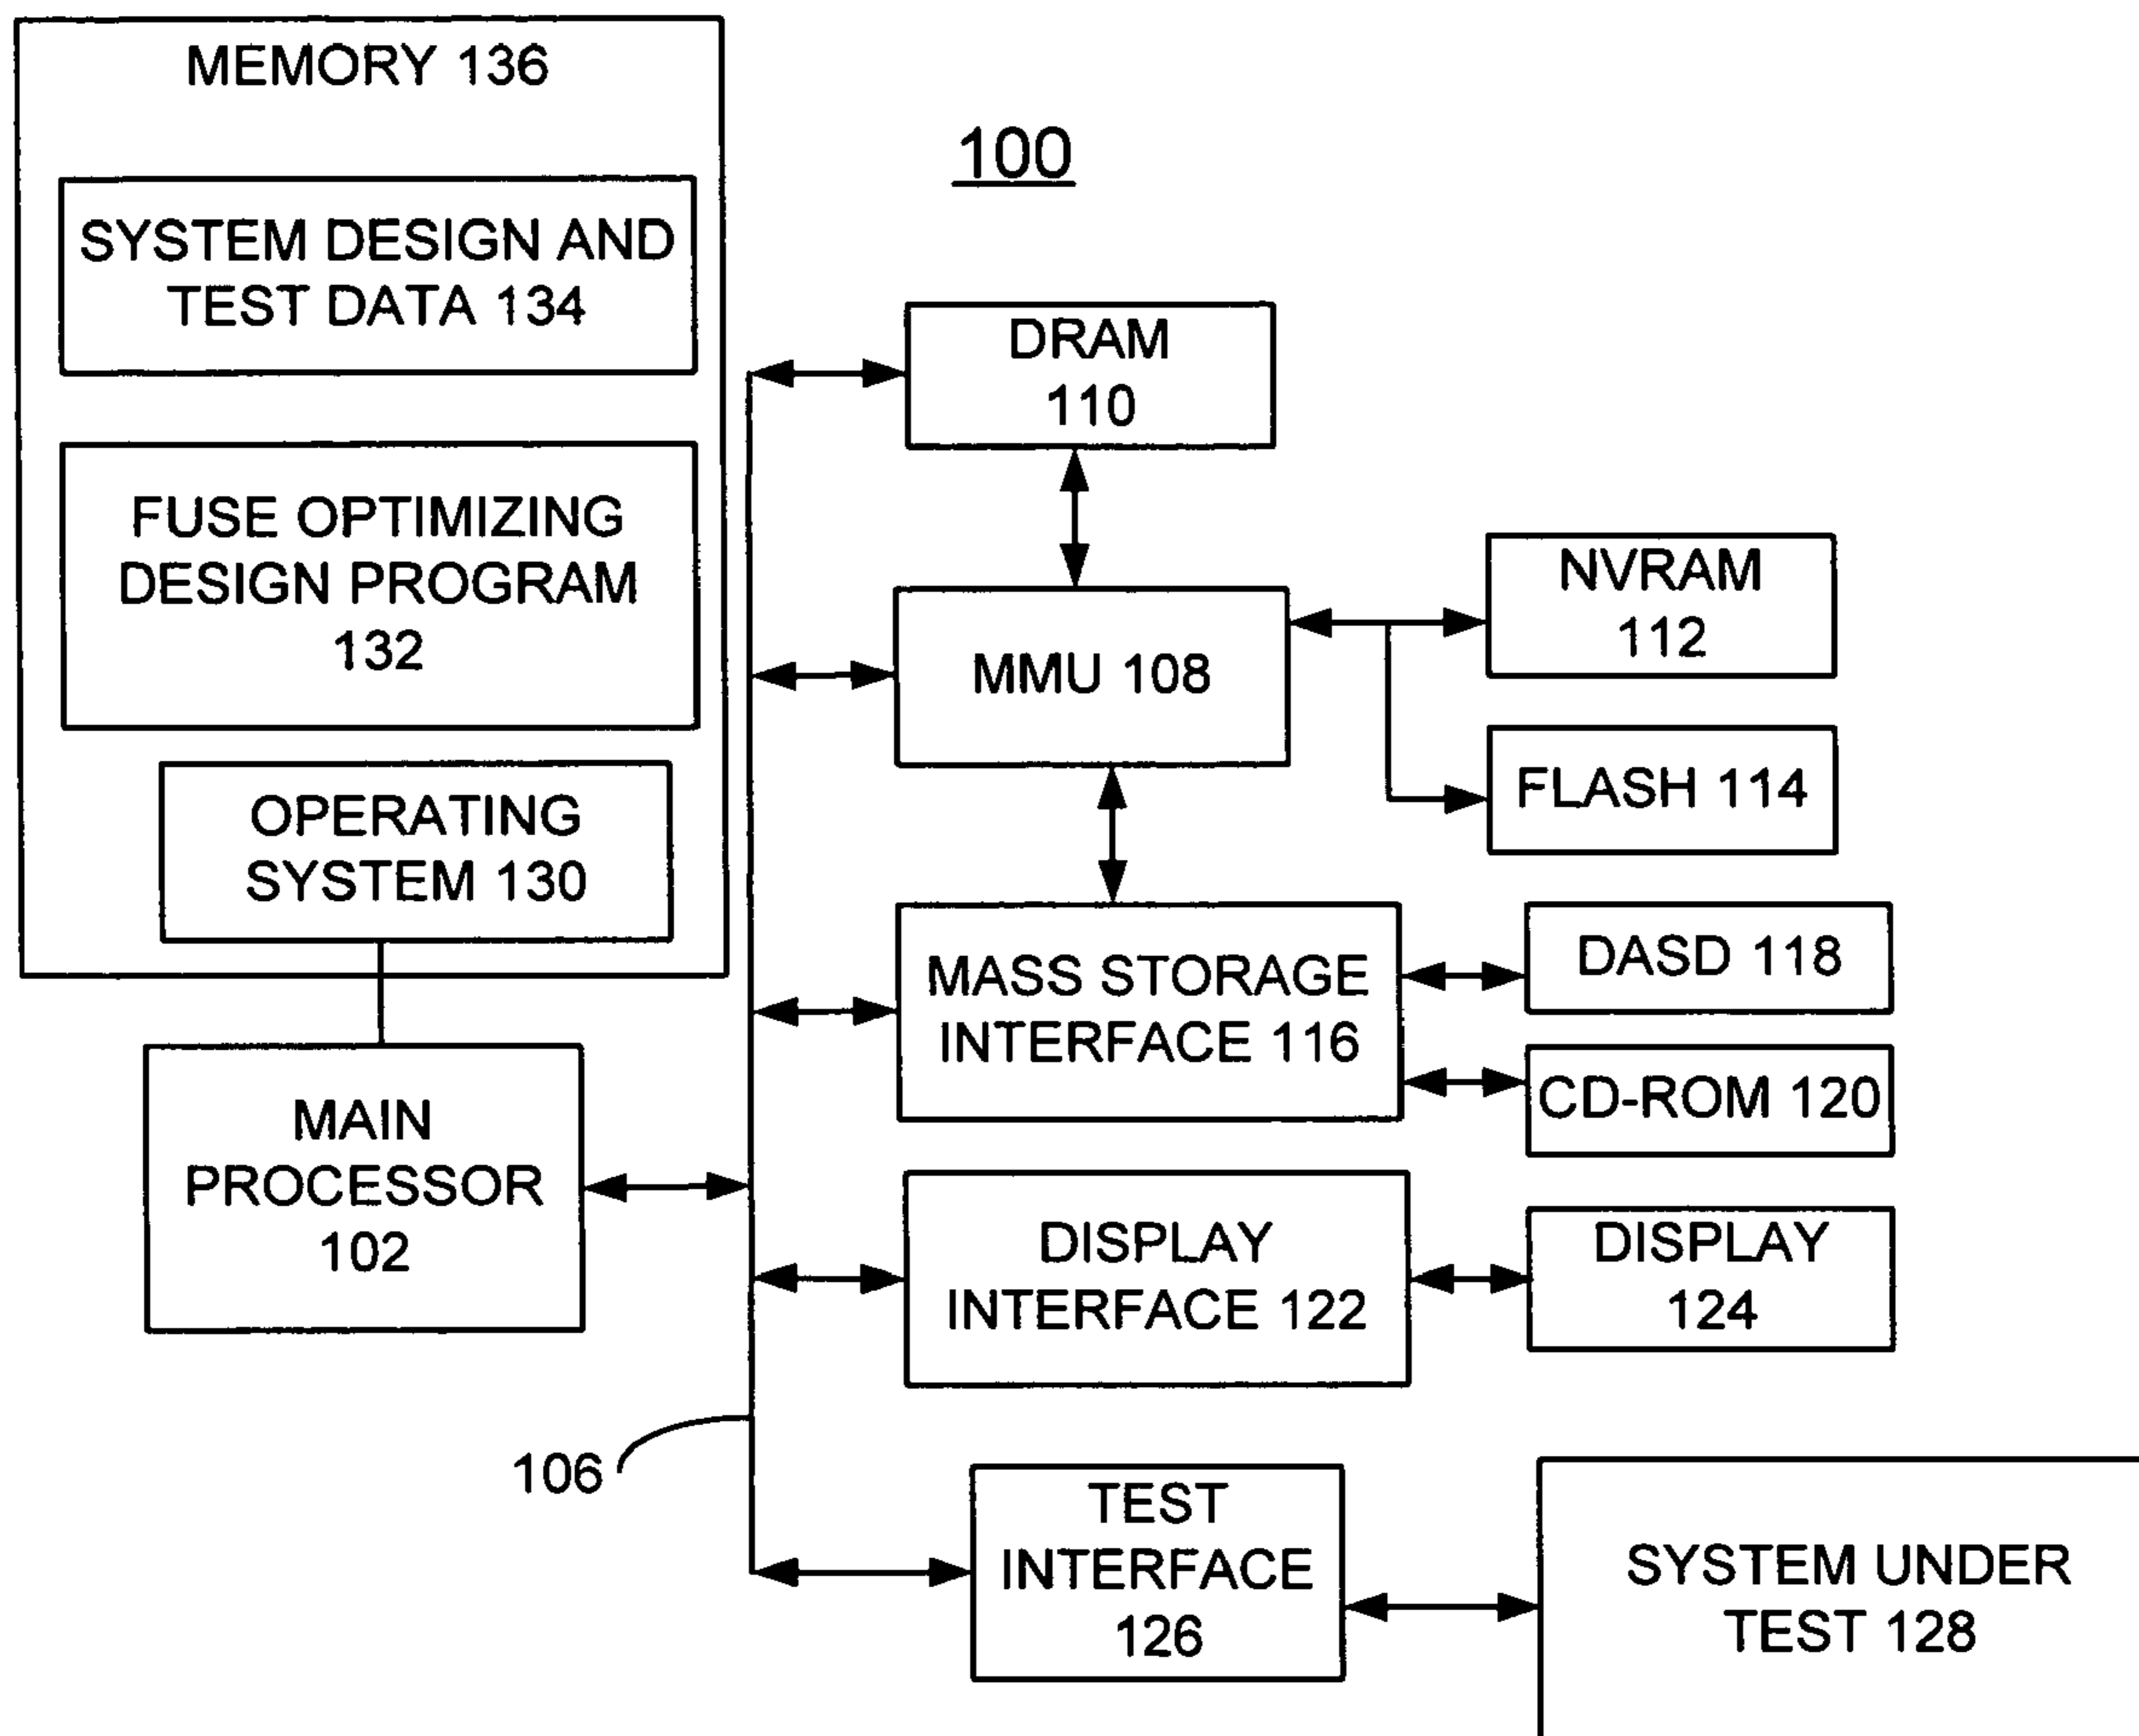 MEMORY 136
SYSTEM DESIGN AND
TEST DATA 134
FUSE OPTIMIZING
DESIGN PROGRAM
132
OPERATING
SYSTEM 130
MAIN
PROCESSOR
102
106
100
DRAM
110
MMU 108
NVRAM
112
FLASH 114
MASS STORAGE
INTERFACE 116
DASD 118
CD-ROM 120
DISPLAY
INTERFACE 122
DISPLAY
124
TEST
INTERFACE
126
SYSTEM UNDER
TEST 128